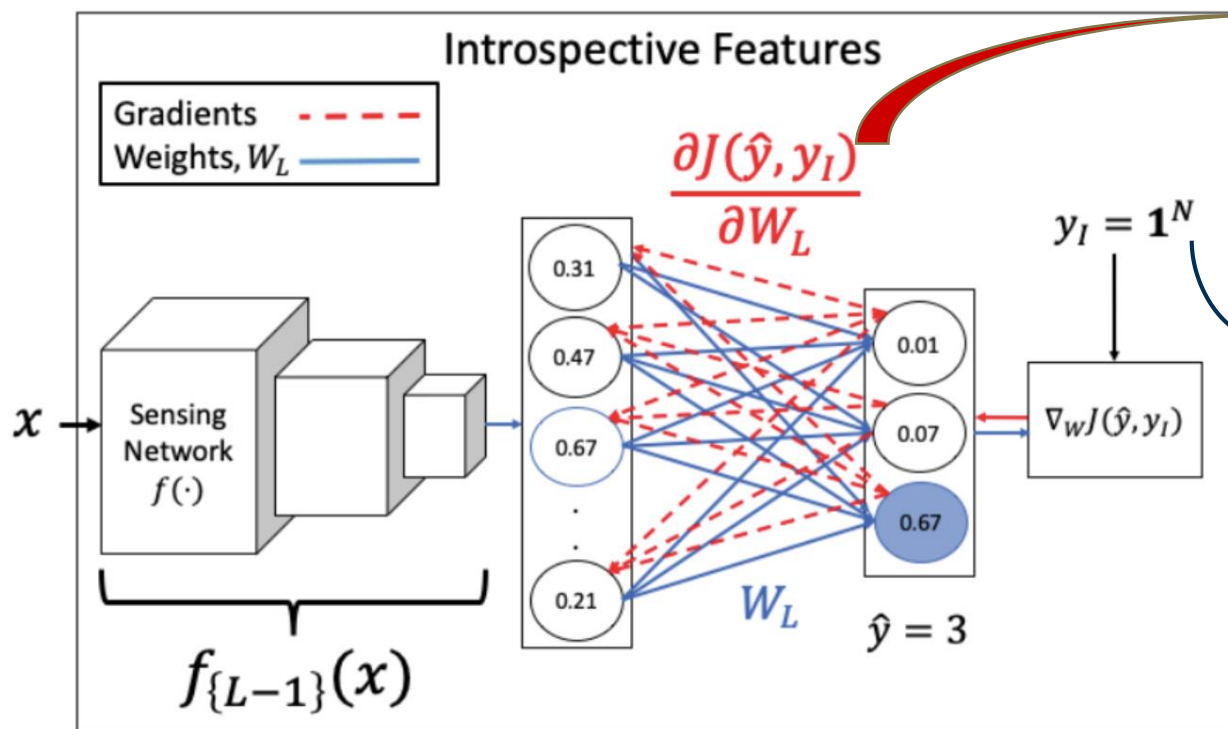 Introspective Features
Gradients
Weights, W_L
∂J(ŷ, y_I)
∂W_L
y_I = 1^N
0.31
0.47
0.67
.
.
0.21
0.01
0.07
0.67
x
Sensing
Network
f(·)
∇_W J(ŷ, y_I)
W_L
ŷ = 3
f_{L−1}(x)